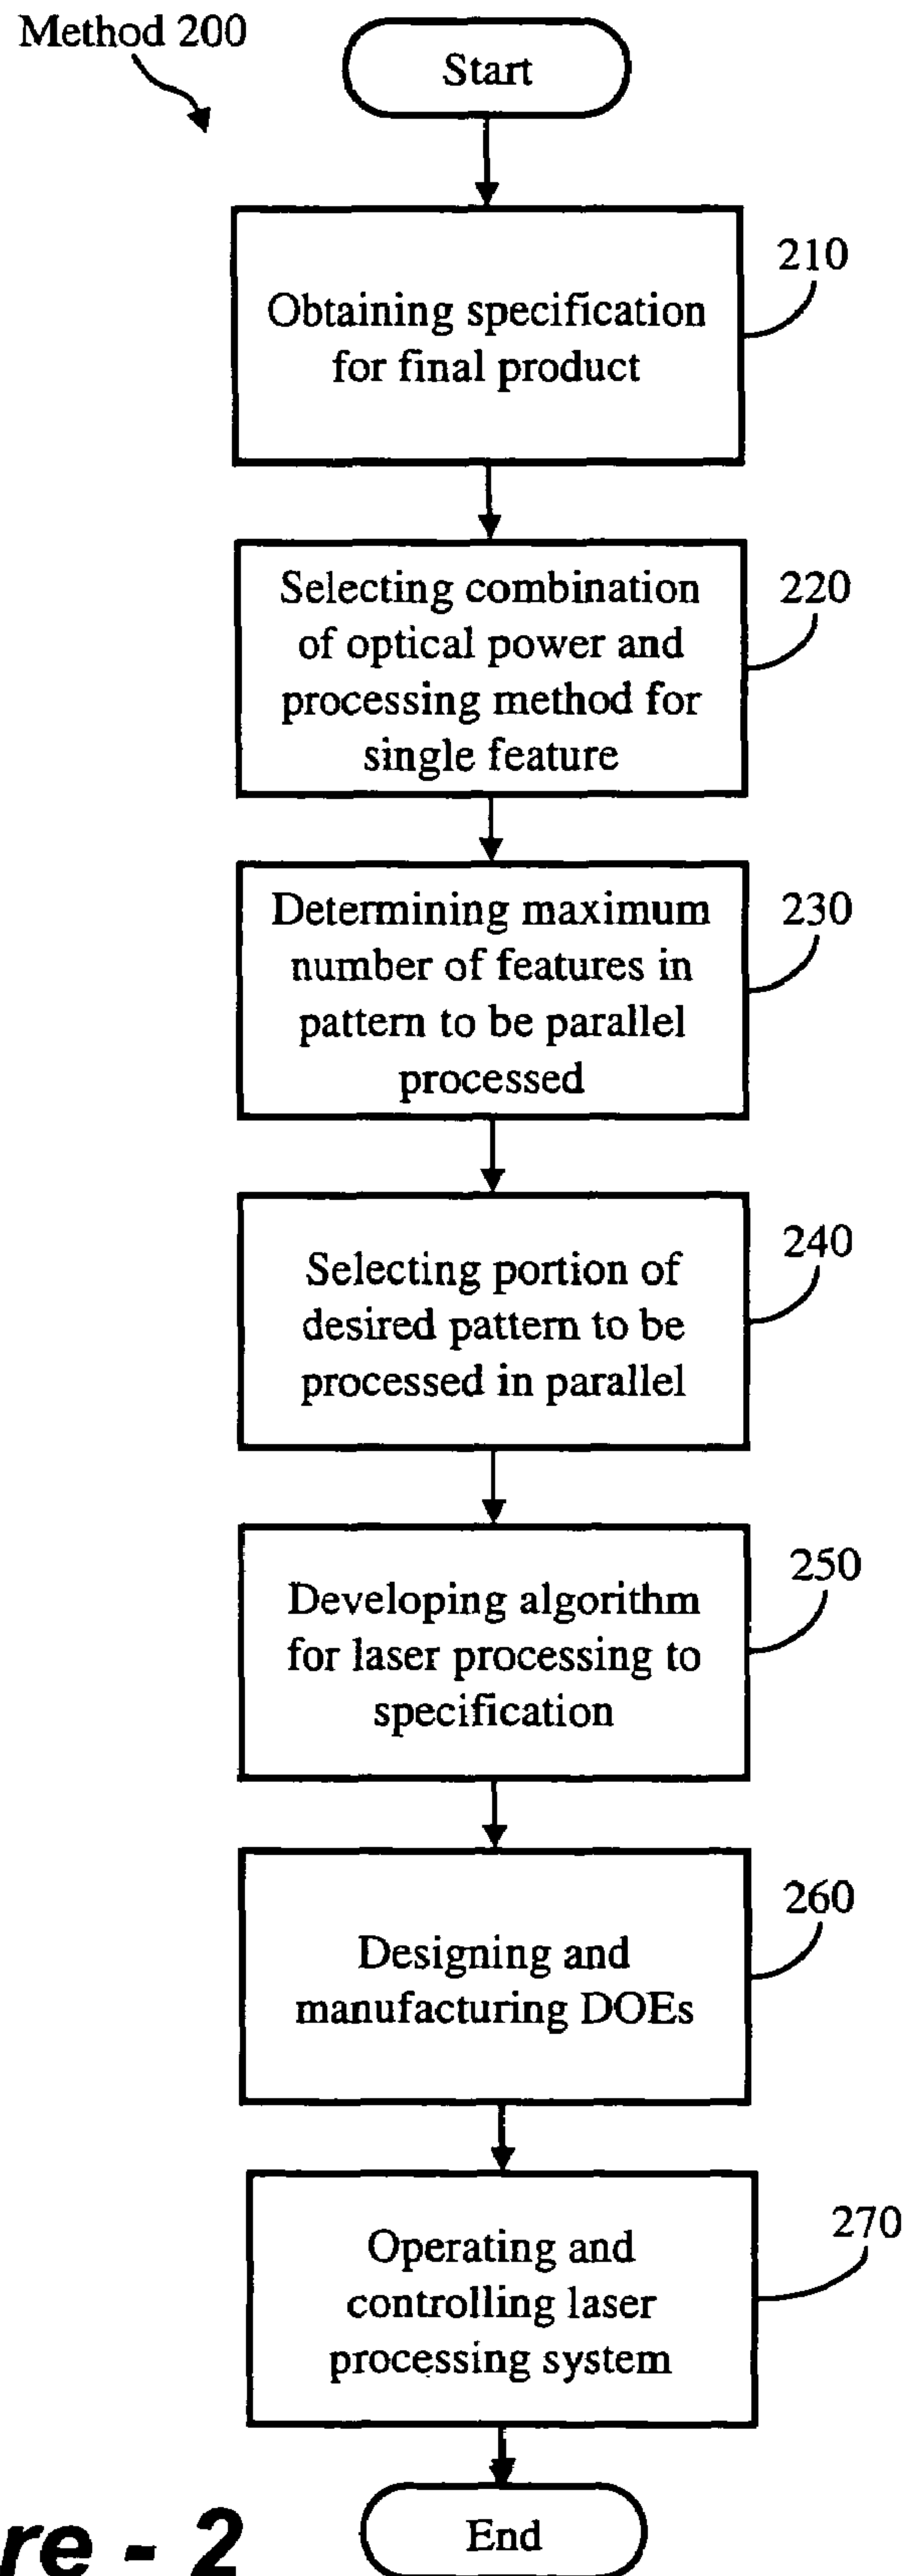 Method 200
Start
210
Obtaining specification
for final product
220
Selecting combination
of optical power and
processing method for
single feature
230
Determining maximum
number of features in
pattern to be parallel
processed
240
Selecting portion of
desired pattern to be
processed in parallel
250
Developing algorithm
for laser processing to
specification
260
Designing and
manufacturing DOEs
270
Operating and
controlling laser
processing system
End
re - 2